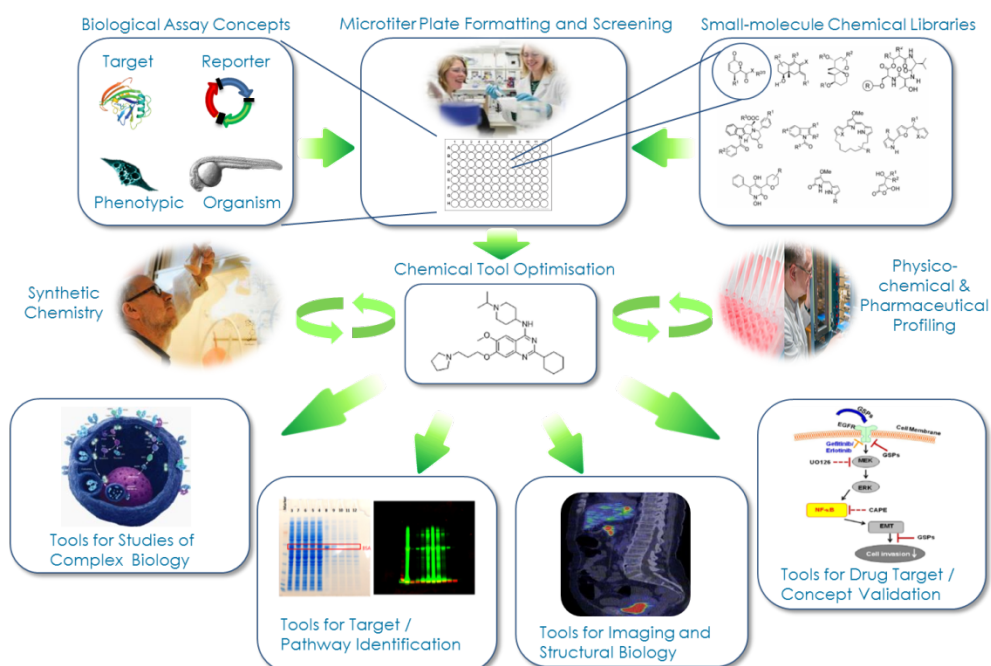 Biological Assay Concepts
Microtiter Plate Formatting and Screening
Small-molecule Chemical Libraries
Target
Reporter
Phenotypic
Organism
Synthetic
Chemistry
Chemical Tool Optimisation
Physico-
chemical &
Pharmaceutical
Profiling
Tools for Studies of
Complex Biology
Tools for Target /
Pathway Identification
Tools for Imaging and
Structural Biology
GSPs
EGFR
Cell Membrane
Gefitinib/
Erlotinib
GSPs
UO126
MEK
ERK
NF-κB
CAPE
EMT
GSPs
Cell invasion
Tools for Drug Target /
Concept Validation